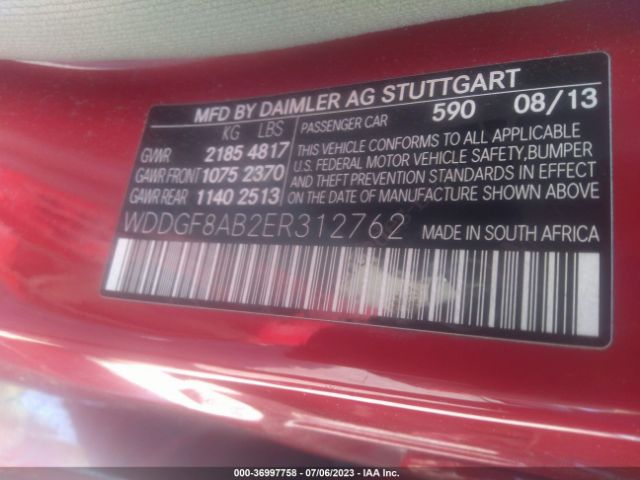 MFD BY DAIMLER AG STUTTGART
KG LBS
GVWR 2185 4817
GAWR FRONT 1075 2370
GAWR REAR 1140 2513
PASSENGER CAR 590 08/13
THIS VEHICLE CONFORMS TO ALL APPLICABLE
U.S. FEDERAL MOTOR VEHICLE SAFETY, BUMPER
AND THEFT PREVENTION STANDARDS IN EFFECT
ON THE DATE OF MANUFACTURE SHOWN ABOVE.
WDDGF8AB2ER312762 MADE IN SOUTH AFRICA
000-36997758 - 07/06/2023 - IAA Inc.